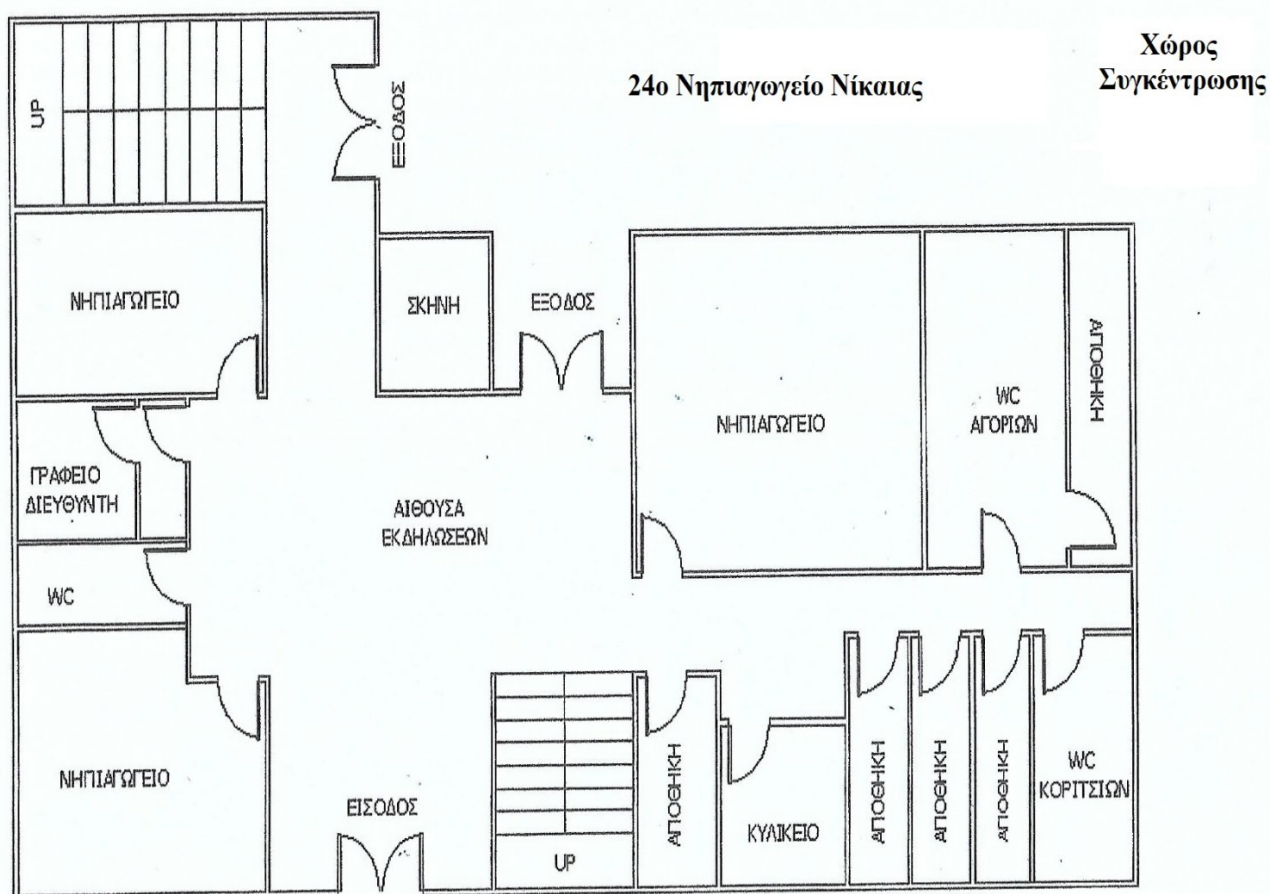 24ο Νηπιαγωγείο Νίκαιας
Χώρος
Συγκέντρωσης
UP
ΕΞΟΔΟΣ
ΝΗΠΙΑΓΩΓΕΙΟ
ΣΚΗΝΗ
ΕΞΟΔΟΣ
ΝΗΠΙΑΓΩΓΕΙΟ
WC
ΑΓΟΡΙΩΝ
ΑΠΟΘΗΚΗ
ΓΡΑΦΕΙΟ
ΔΙΕΥΘΥΝΤΗ
ΑΙΘΟΥΣΑ
ΕΚΔΗΛΩΣΕΩΝ
WC
ΝΗΠΙΑΓΩΓΕΙΟ
ΕΙΣΟΔΟΣ
UP
ΑΠΟΘΗΚΗ
ΚΥΛΙΚΕΙΟ
ΑΠΟΘΗΚΗ
ΑΠΟΘΗΚΗ
ΑΠΟΘΗΚΗ
WC
ΚΟΡΙΤΣΙΩΝ